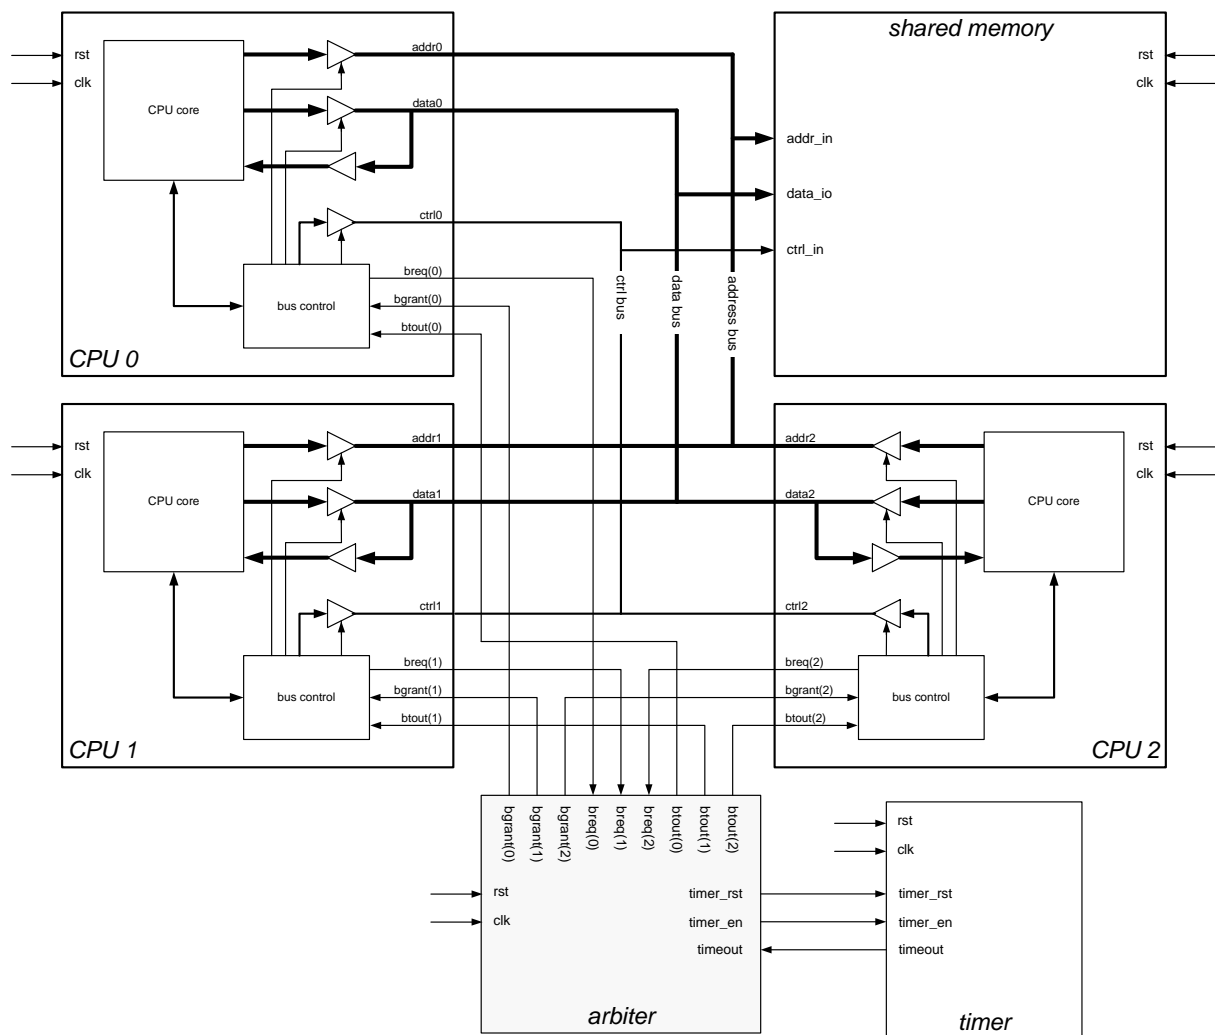 rst
clk
CPU core
addr0
data0
ctrl0
bus control
breq(0)
bgrant(0)
btout(0)
CPU 0
shared memory
rst
clk
addr_in
data_io
ctrl_in
ctrl bus
data bus
address bus
rst
clk
CPU core
addr1
data1
ctrl1
bus control
breq(1)
bgrant(1)
btout(1)
CPU 1
addr2
data2
ctrl2
CPU core
rst
clk
breq(2)
bgrant(2)
btout(2)
bus control
CPU 2
bgrant(0)
bgrant(1)
bgrant(2)
breq(0)
breq(1)
breq(2)
btout(0)
btout(1)
btout(2)
rst
clk
timer_rst
timer_en
timeout
arbiter
rst
clk
timer_rst
timer_en
timeout
timer